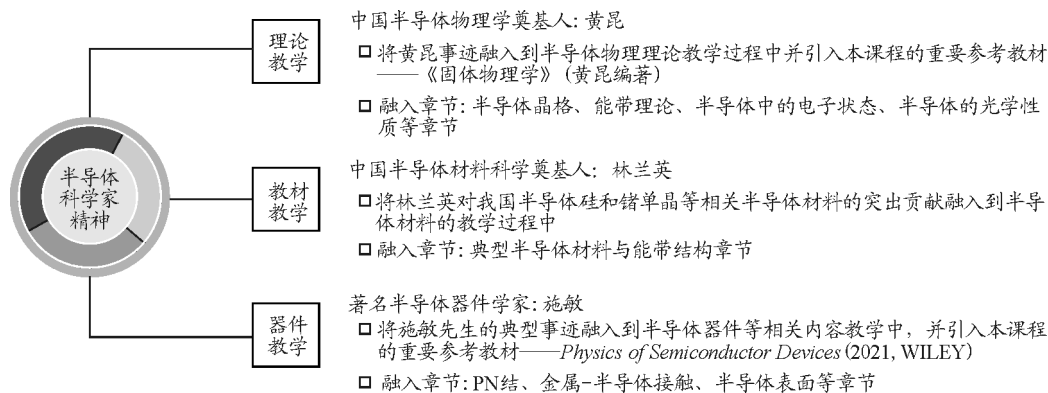 半导体
科学家
精神
理论
教学
中国半导体物理学奠基人: 黄昆
将黄昆事迹融入到半导体物理理论教学过程中并引入本课程的重要参考教材
——《固体物理学》(黄昆编著)
融入章节: 半导体晶格、能带理论、半导体中的电子状态、半导体的光学性
质等章节
教材
教学
中国半导体材料科学奠基人: 林兰英
将林兰英对我国半导体硅和锗单晶等相关半导体材料的突出贡献融入到半导
体材料的教学过程中
融入章节: 典型半导体材料与能带结构章节
器件
教学
著名半导体器件学家: 施敏
将施敏先生的典型事迹融入到半导体器件等相关内容教学中, 并引入本课程
的重要参考教材——Physics of Semiconductor Devices (2021, WILEY)
融入章节: PN结、金属-半导体接触、半导体表面等章节